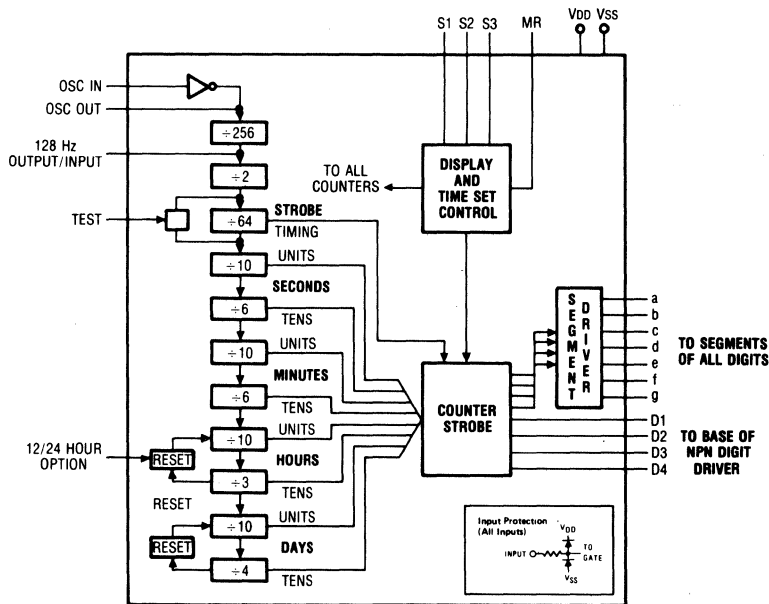 S1 S2 S3 MR VDD VSS
OSC IN
OSC OUT
÷256
128 Hz
OUTPUT/INPUT
÷2
TO ALL
COUNTERS
DISPLAY
AND
TIME SET
CONTROL
TEST
÷64
STROBE
TIMING
÷10
UNITS
SECONDS
÷6
TENS
÷10
UNITS
MINUTES
÷6
TENS
12/24 HOUR
OPTION
RESET
÷10
UNITS
HOURS
÷3
TENS
RESET
RESET
÷10
UNITS
DAYS
÷4
TENS
COUNTER
STROBE
SEGMENT
DRIVER
a
b
c
d
e
f
g
TO SEGMENTS
OF ALL DIGITS
D1
D2
D3
D4
TO BASE OF
NPN DIGIT
DRIVER
Input Protection
(All Inputs)
VDD
INPUT
TO
GATE
VSS